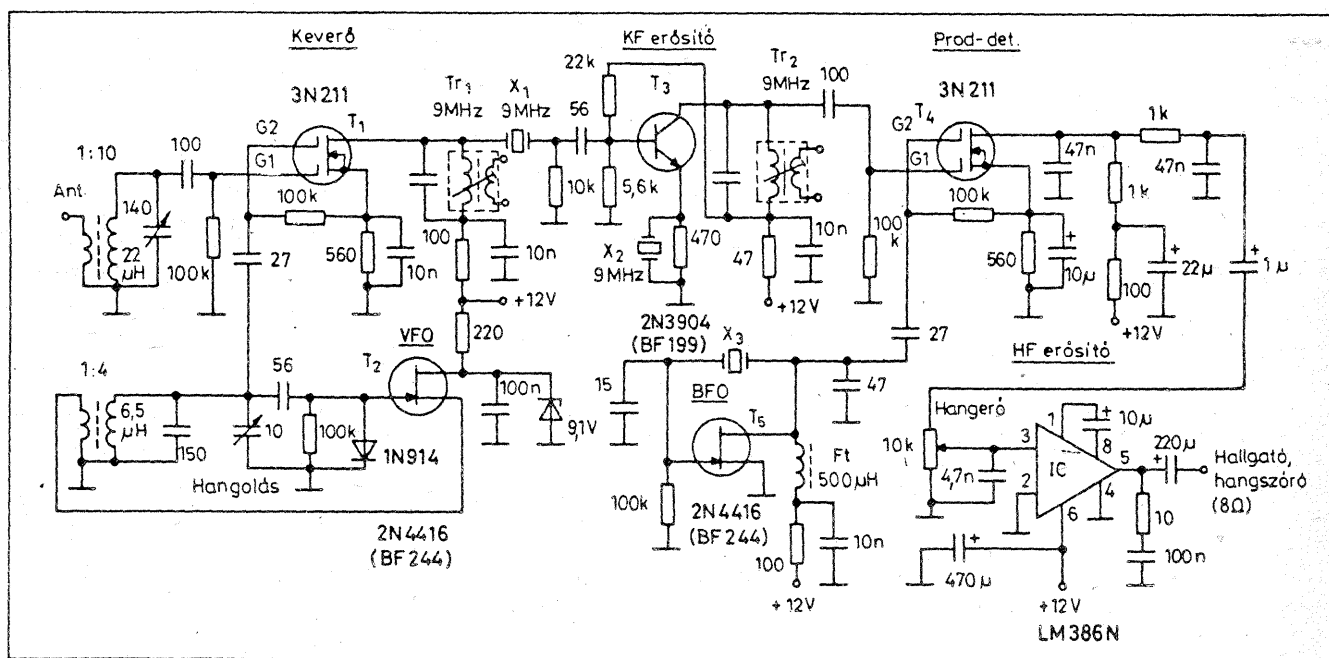 Keverő
KF erősítő
Prod-det.
3N211
T1
G2
G1
1:10
Ant.
100
140
22
µH
100k
100k
560
10n
27
Tr1
9MHz
X1
9MHz
100
10n
+12V
220
56
10k
22k
5,6k
T3
X2
9MHz
470
2N3904
(BF199)
Tr2
9MHz
47
10n
+12V
100
100
k
3N211
T4
G2
G1
100k
560
10µ
27
47n
1k
1k
47n
100
22µ
+12V
1µ
VFO
1:4
6,5
µH
150
10
Hangolás
56
100k
1N914
T2
2N4416
(BF244)
100n
9,1V
15
X3
BFO
T5
47
100k
2N4416
(BF244)
Ft
500µH
100
10n
+12V
HF erősítő
Hangerő
10k
4,7n
3
2
1
8
10µ
IC
5
4
6
220µ
Hallgató,
hangszóró
(8Ω)
10
100n
470µ
+12V
LM386N